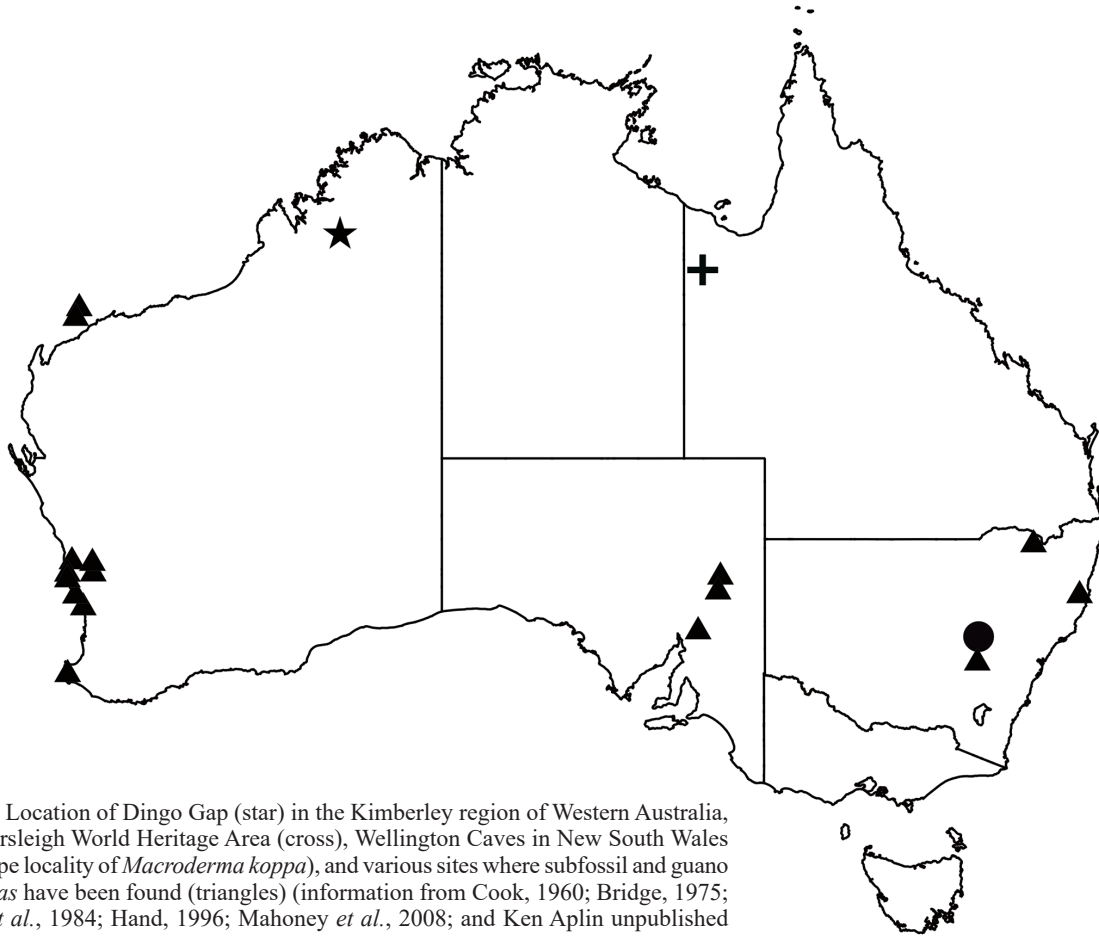 Location of Dingo Gap (star) in the Kimberley region of Western Australia,
rsleigh World Heritage Area (cross), Wellington Caves in New South Wales
pe locality of Macroderma koppa), and various sites where subfossil and guano
as have been found (triangles) (information from Cook, 1960; Bridge, 1975;
et al., 1984; Hand, 1996; Mahoney et al., 2008; and Ken Aplin unpublished